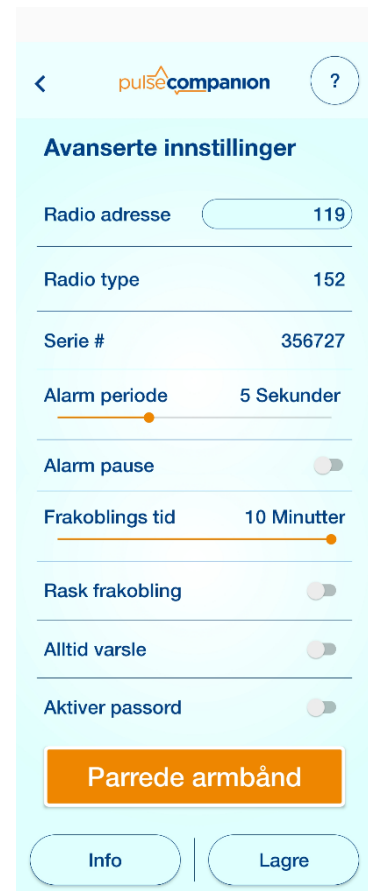 pulsecompanion
?
Avanserte innstillinger
Radio adresse 119
Radio type 152
Serie # 356727
Alarm periode 5 Sekunder
Alarm pause
Frakoblings tid 10 Minutter
Rask frakobling
Alltid varsle
Aktiver passord
Parrede armbånd
Info Lagre